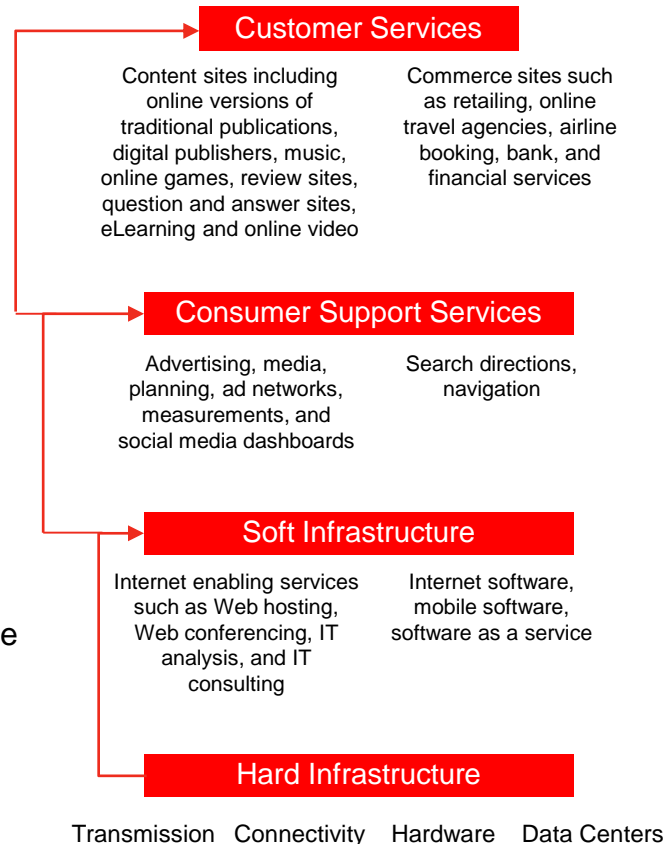 Customer Services
Content sites including
online versions of
traditional publications,
digital publishers, music,
online games, review sites,
question and answer sites,
eLearning and online video
Commerce sites such
as retailing, online
travel agencies, airline
booking, bank, and
financial services
Consumer Support Services
Advertising, media,
planning, ad networks,
measurements, and
social media dashboards
Search directions,
navigation
Soft Infrastructure
Internet enabling services
such as Web hosting,
Web conferencing, IT
analysis, and IT
consulting
Internet software,
mobile software,
software as a service
e
Hard Infrastructure
Transmission Connectivity Hardware Data Centers